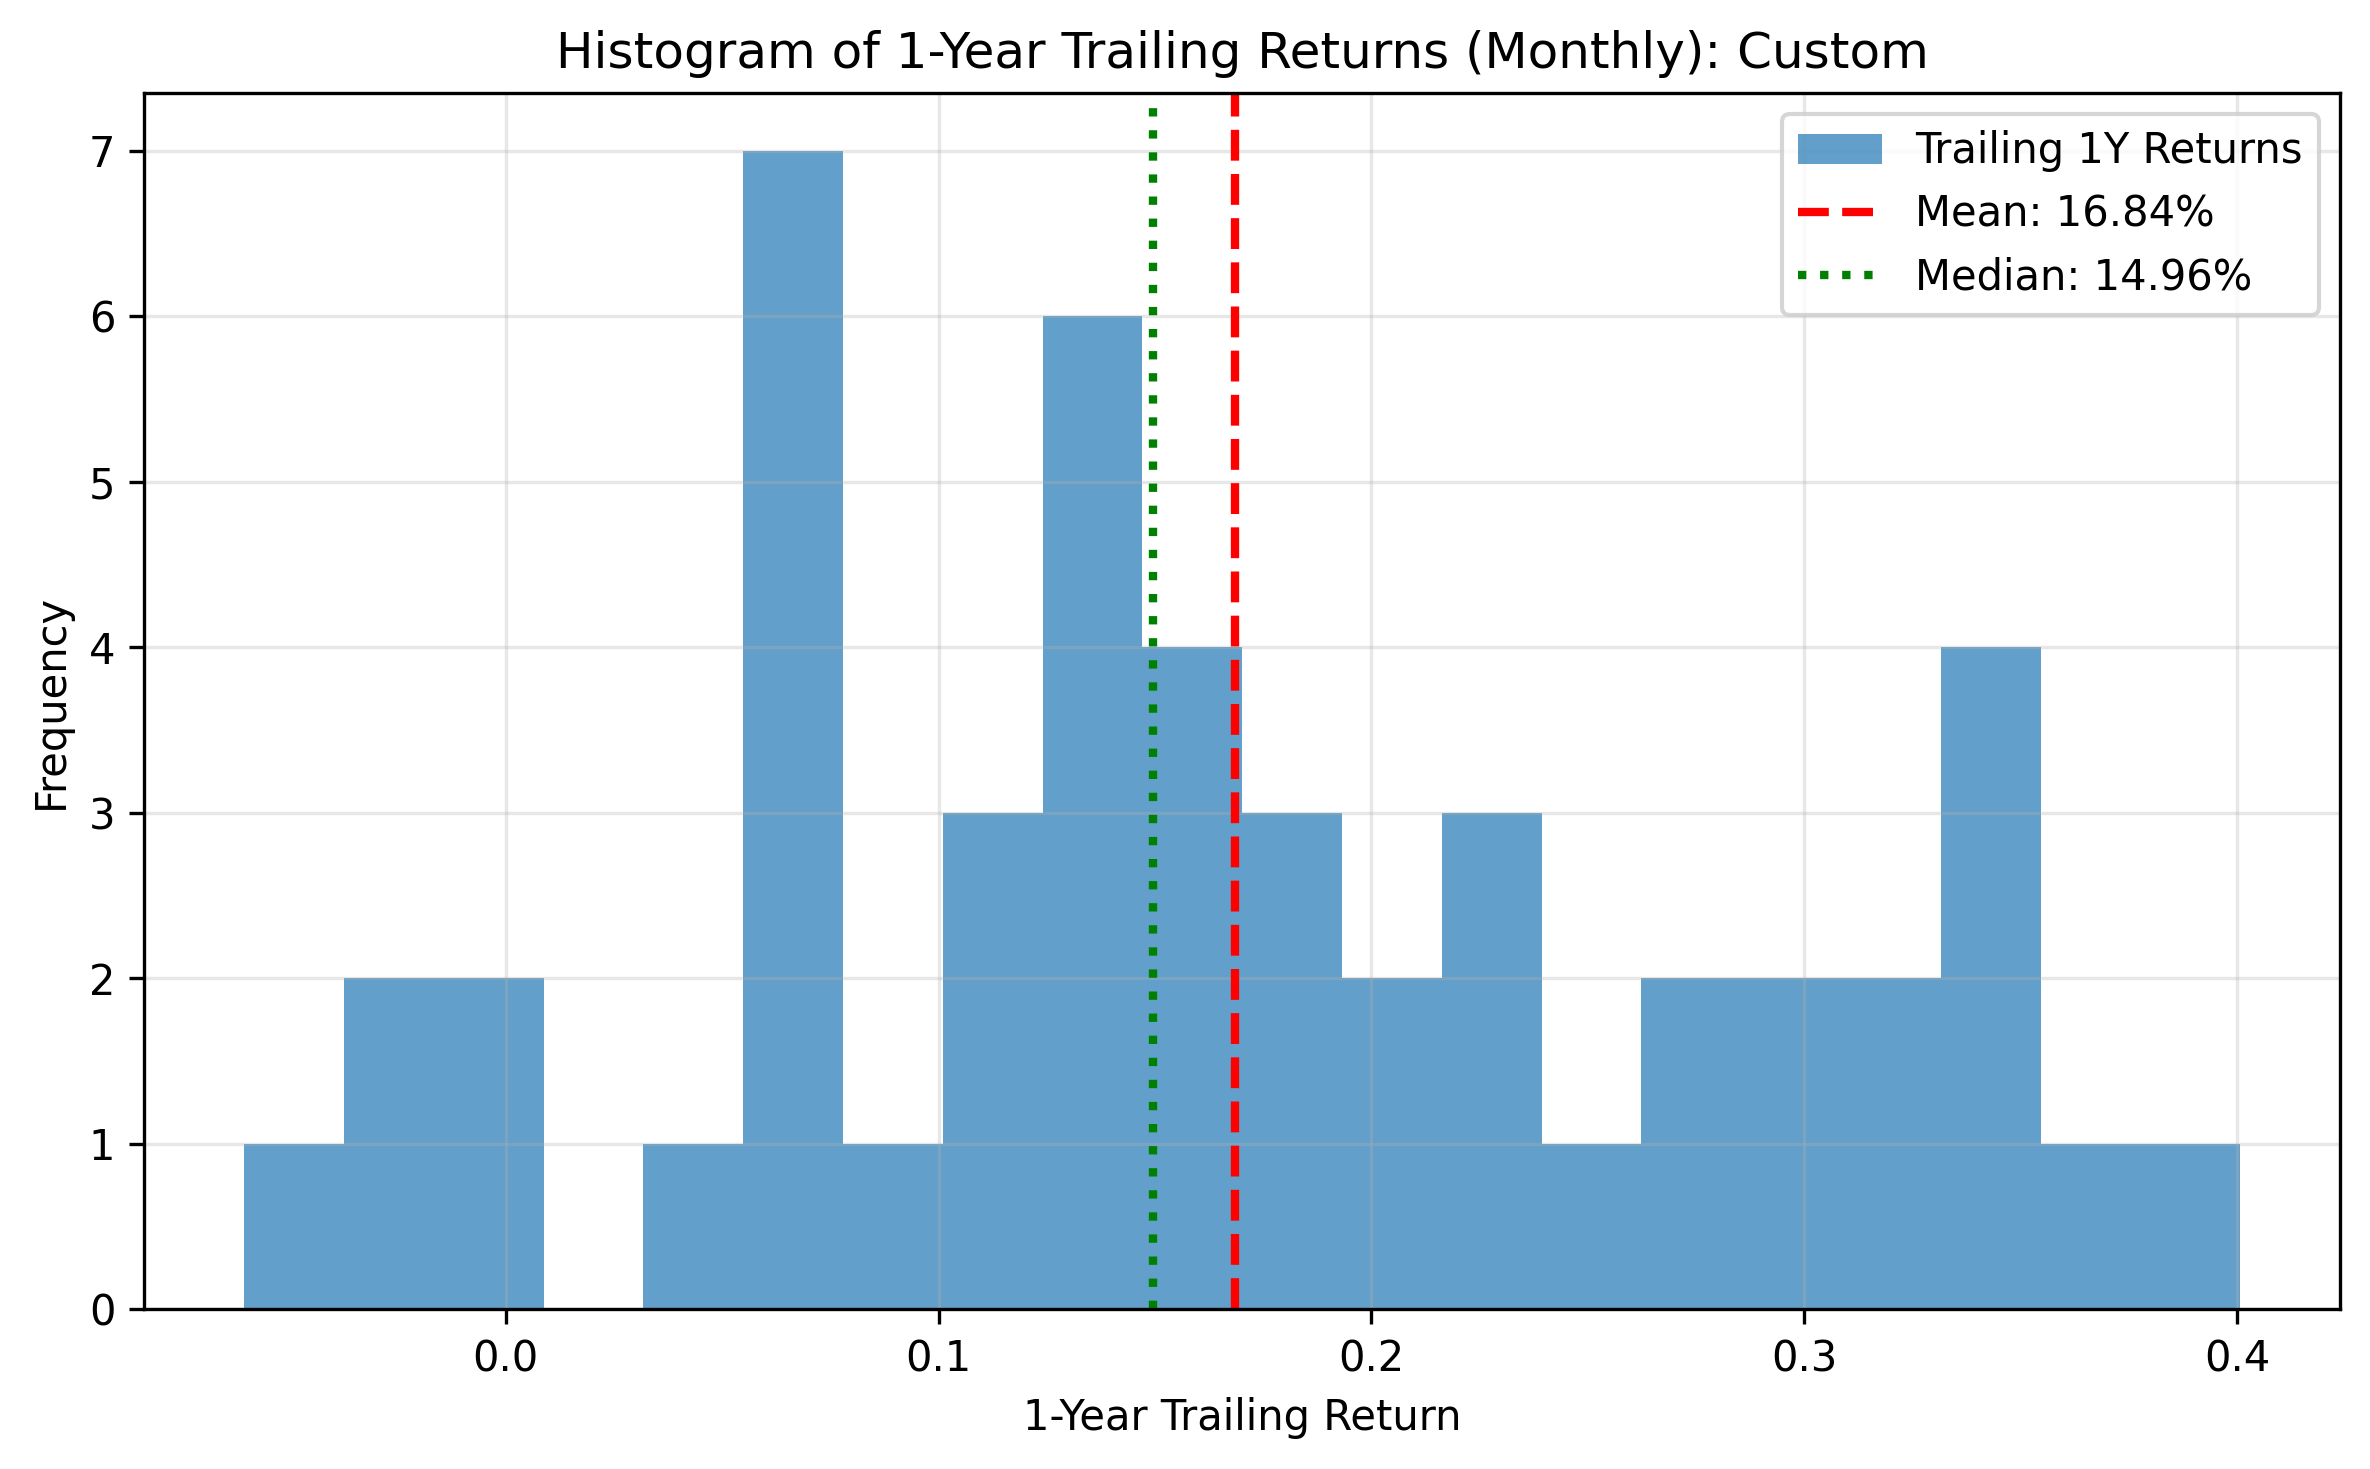 Histogram of 1-Year Trailing Returns (Monthly): Custom
Trailing 1Y Returns
Mean: 16.84%
Median: 14.96%
7
6
5
4
3
2
1
0
Frequency
0.0 0.1 0.2 0.3 0.4
1-Year Trailing Return